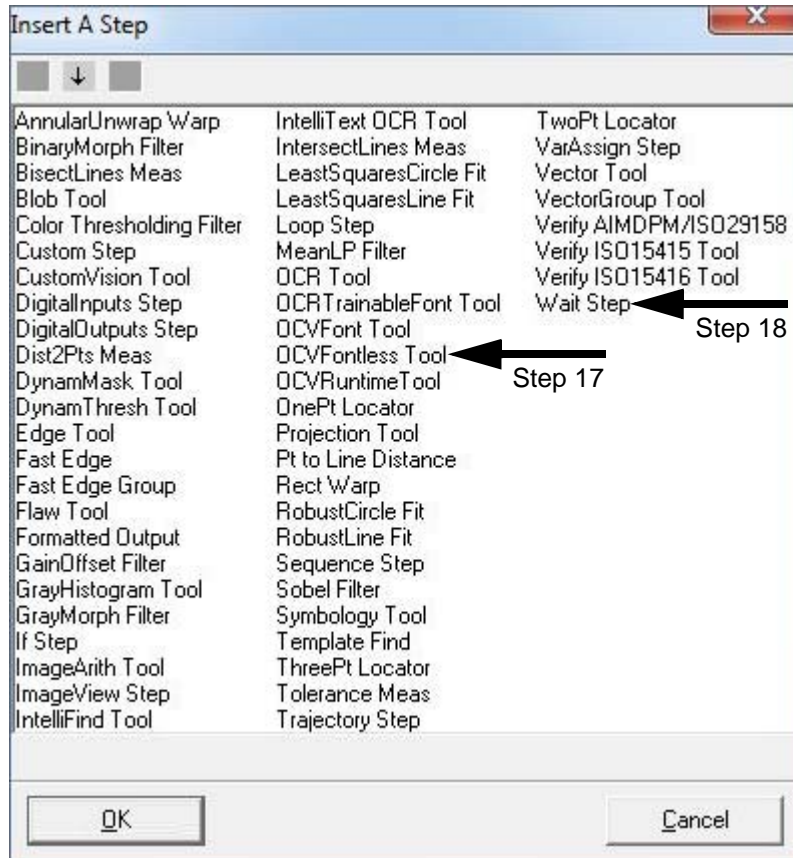 Insert A Step
AnnularUnwrap Warp
BinaryMorph Filter
BisectLines Meas
Blob Tool
Color Thresholding Filter
Custom Step
CustomVision Tool
DigitalInputs Step
DigitalOutputs Step
Dist2Pts Meas
DynamMask Tool
DynamThresh Tool
Edge Tool
Fast Edge
Fast Edge Group
Flaw Tool
Formatted Output
GainOffset Filter
GrayHistogram Tool
GrayMorph Filter
If Step
ImageArith Tool
ImageView Step
IntelliFind Tool
IntelliText OCR Tool
IntersectLines Meas
LeastSquaresCircle Fit
LeastSquaresLine Fit
Loop Step
MeanLP Filter
OCR Tool
OCRTrainableFont Tool
OCVFont Tool
OCVFontless Tool
Step 17
OCVRuntimeTool
OnePt Locator
Projection Tool
Pt to Line Distance
Rect Warp
RobustCircle Fit
RobustLine Fit
Sequence Step
Sobel Filter
Symbology Tool
Template Find
ThreePt Locator
Tolerance Meas
Trajectory Step
TwoPt Locator
VarAssign Step
Vector Tool
VectorGroup Tool
Verify AIMDPM/ISO29158
Verify ISO15415 Tool
Verify ISO15416 Tool
Wait Step
Step 18
OK
Cancel